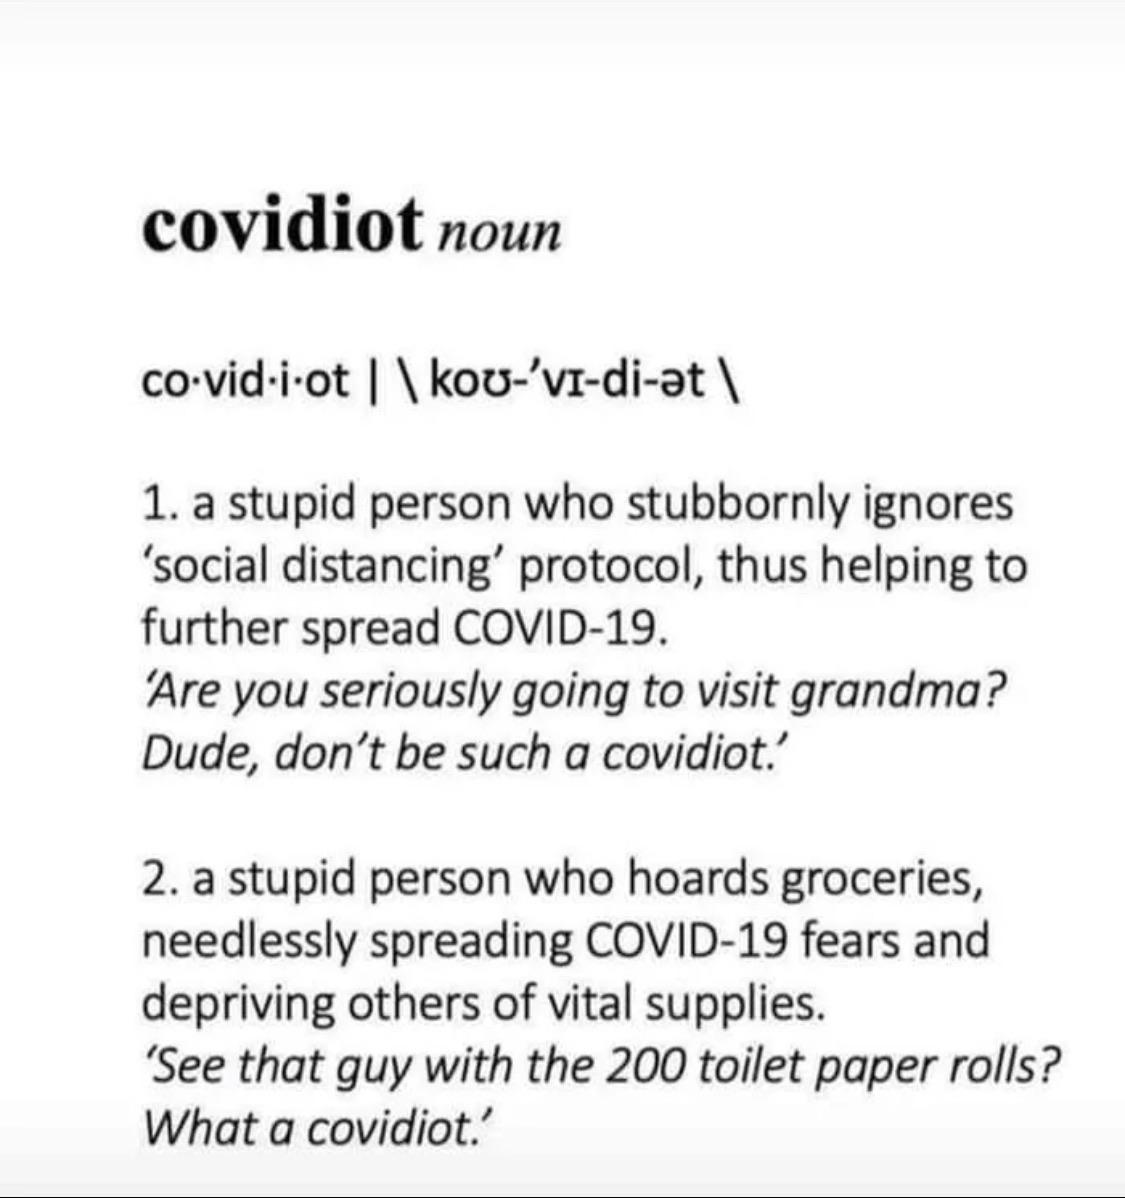 covidiot noun
co·vid·i·ot | \ koʊ-ʹvɪ-di-ət \
1. a stupid person who stubbornly ignores
‘social distancing’ protocol, thus helping to
further spread COVID-19.
‘Are you seriously going to visit grandma?
Dude, don’t be such a covidiot.’
2. a stupid person who hoards groceries,
needlessly spreading COVID-19 fears and
depriving others of vital supplies.
‘See that guy with the 200 toilet paper rolls?
What a covidiot.’